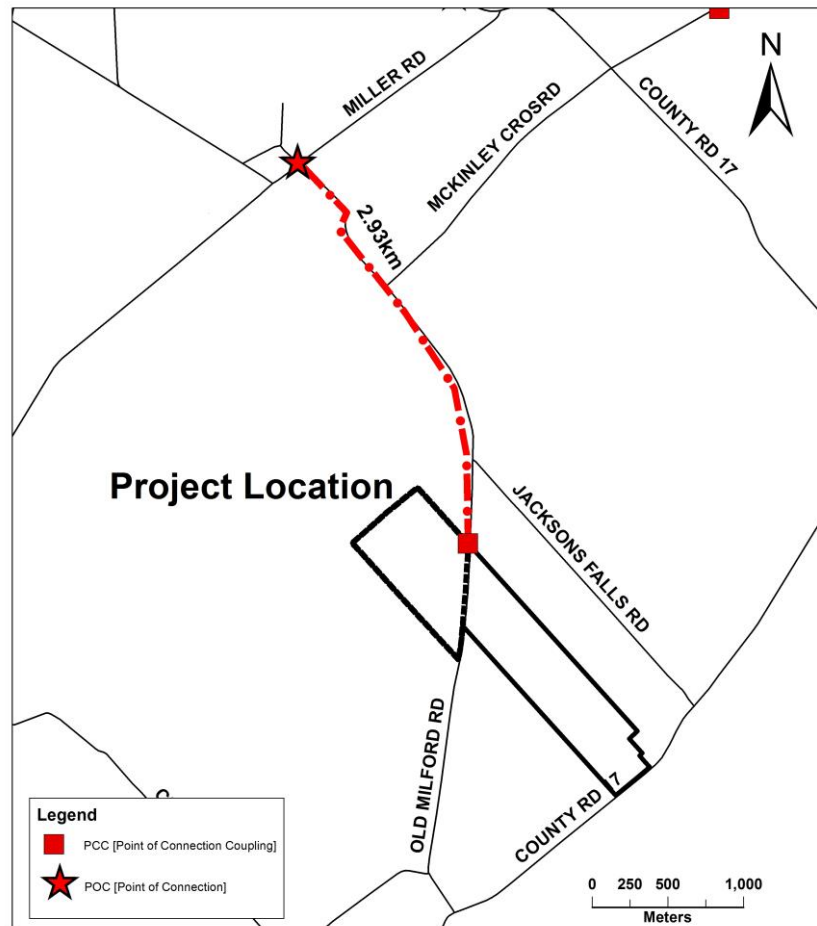 N
MILLER RD
MCKINLEY CROSRD
COUNTY RD 17
2.93km
Project Location
JACKSONS FALLS RD
OLD MILFORD RD
COUNTY RD 17
Legend
PCC [Point of Connection Coupling]
POC [Point of Connection]
0 250 500 1,000
Meters